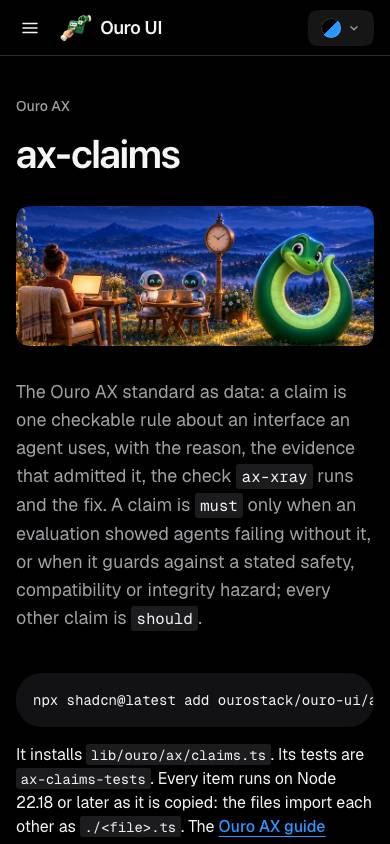 Ouro UI
Ouro AX
ax-claims
The Ouro AX standard as data: a claim is
one checkable rule about an interface an
agent uses, with the reason, the evidence
that admitted it, the check ax-xray runs
and the fix. A claim is must only when an
evaluation showed agents failing without it,
or when it guards against a stated safety,
compatibility or integrity hazard; every
other claim is should.
npx shadcn@latest add ourostack/ouro-ui/a
It installs lib/ouro/ax/claims.ts. Its tests are
ax-claims-tests. Every item runs on Node
22.18 or later as it is copied: the files import each
other as ./<file>.ts. The Ouro AX guide